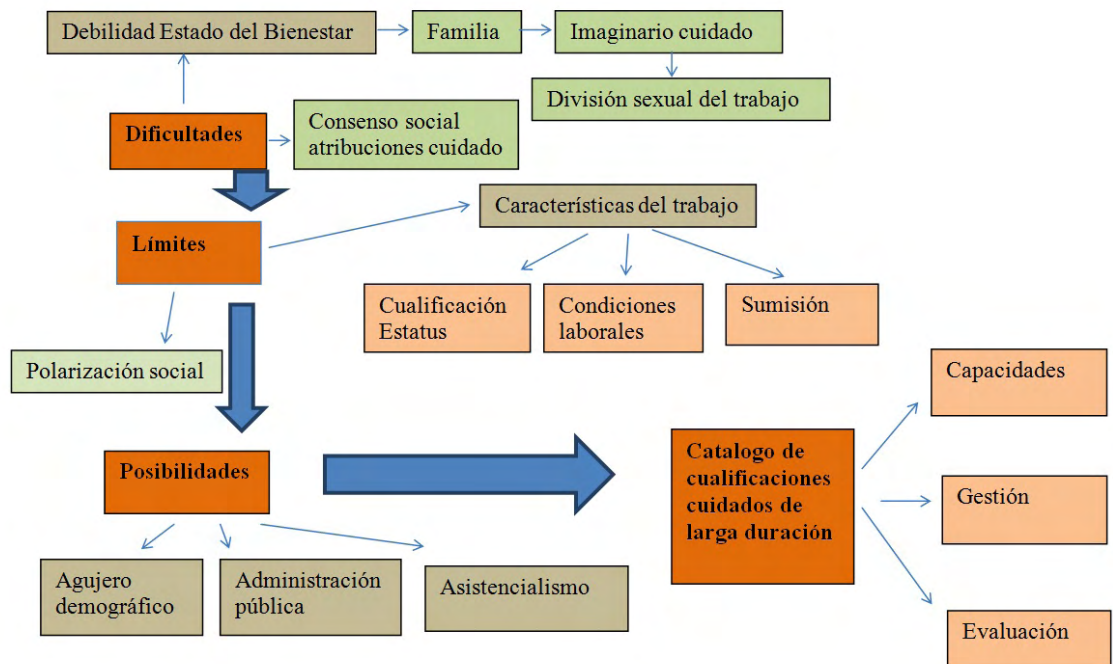 Debilidad Estado del Bienestar
Familia
Imaginario cuidado
División sexual del trabajo
Dificultades
Consenso social
atribuciones cuidado
Características del trabajo
Límites
Cualificación
Estatus
Condiciones
laborales
Sumisión
Polarización social
Capacidades
Posibilidades
Catalogo de
cualificaciones
cuidados de
larga duración
Gestión
Agujero
demográfico
Administración
pública
Asistencialismo
Evaluación